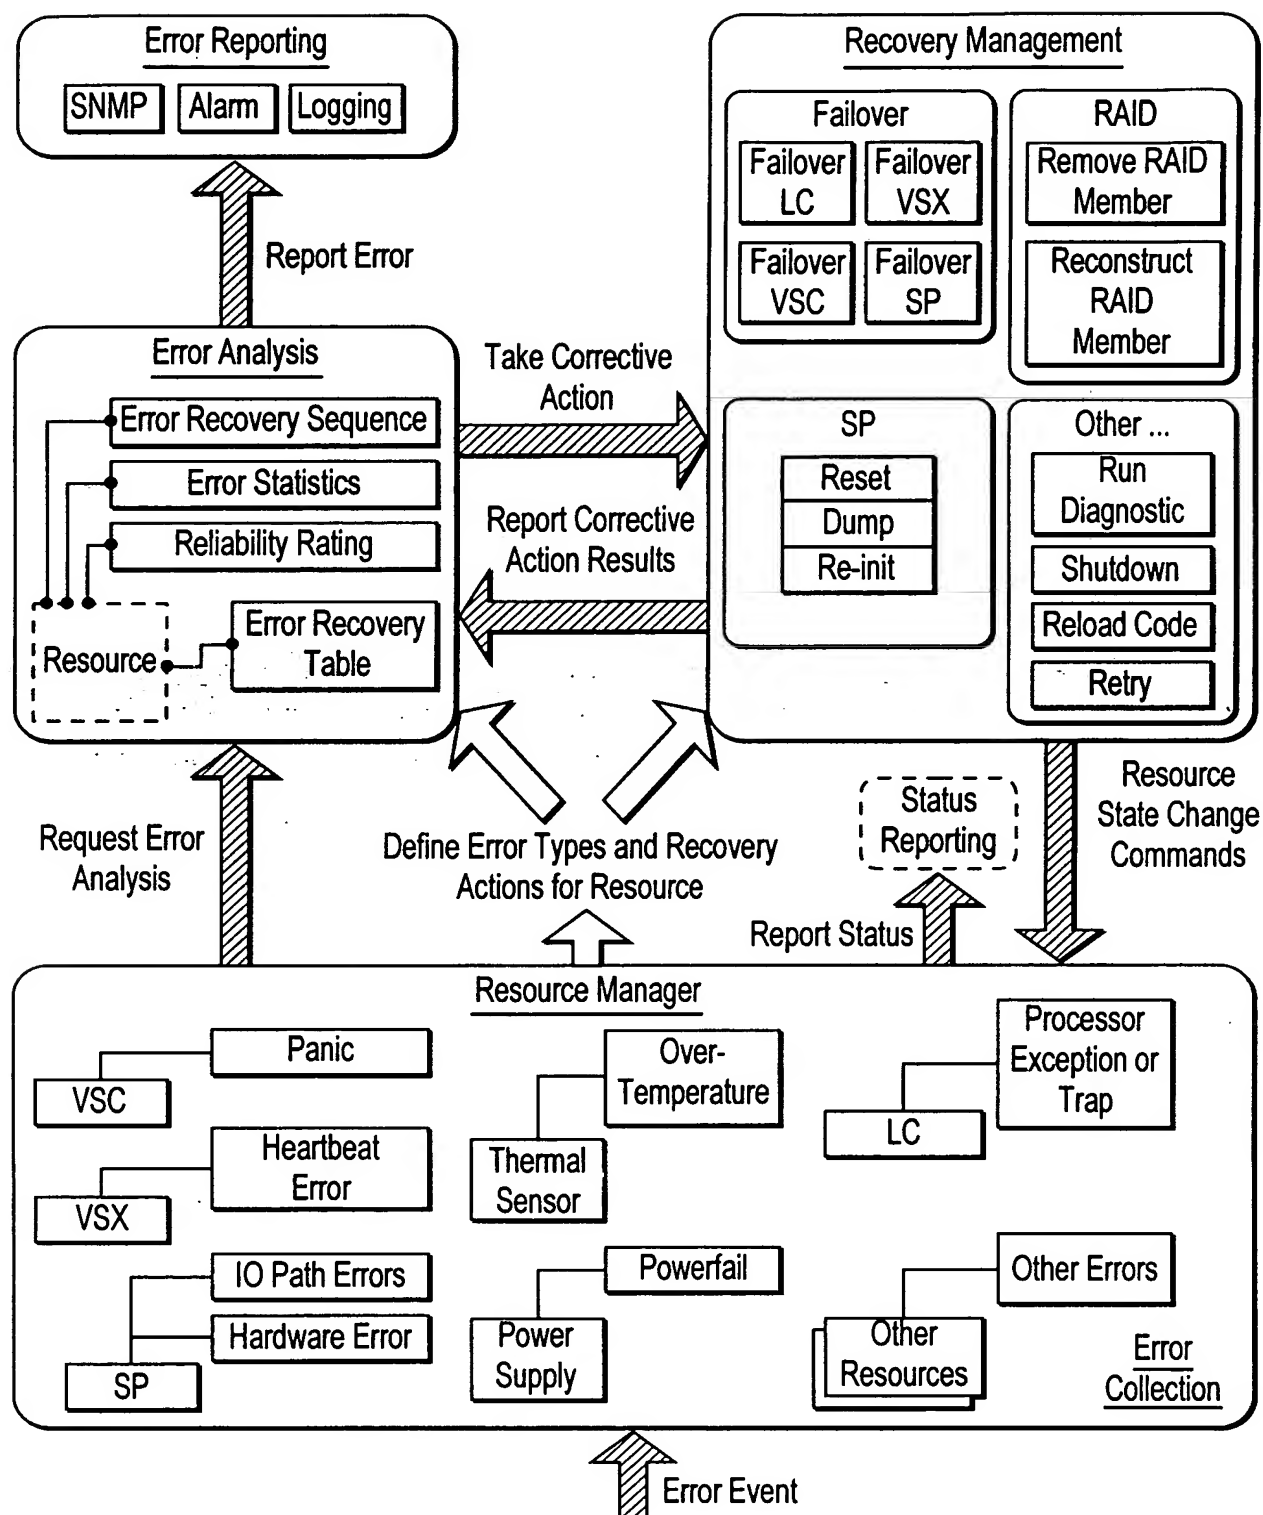 Error Reporting
SNMP
Alarm
Logging
Report Error
Recovery Management
Failover
Failover
LC
Failover
VSX
Failover
VSC
Failover
SP
RAID
Remove RAID
Member
Reconstruct
RAID
Member
SP
Reset
Dump
Re-init
Other ...
Run
Diagnostic
Shutdown
Reload Code
Retry
Error Analysis
Error Recovery Sequence
Error Statistics
Reliability Rating
Resource
Error Recovery
Table
Take Corrective
Action
Report Corrective
Action Results
Request Error
Analysis
Define Error Types and Recovery
Actions for Resource
Status
Reporting
Report Status
Resource
State Change
Commands
Resource Manager
Panic
VSC
Heartbeat
Error
VSX
IO Path Errors
Hardware Error
SP
Over-
Temperature
Thermal
Sensor
Powerfail
Power
Supply
Processor
Exception or
Trap
LC
Other Errors
Other
Resources
Error
Collection
Error Event